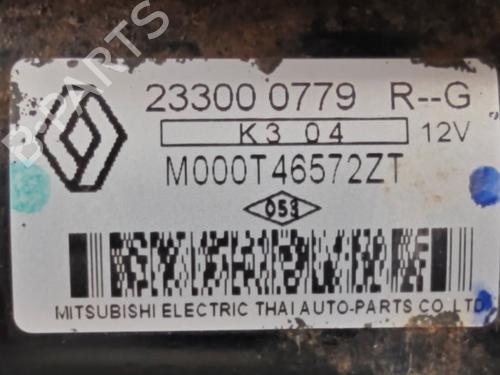 B-PARTS
23300 0779 R--G
K3 04 12V
M000T46572ZT
053
MITSUBISHI ELECTRIC THAI AUTO-PARTS CO.,LTD